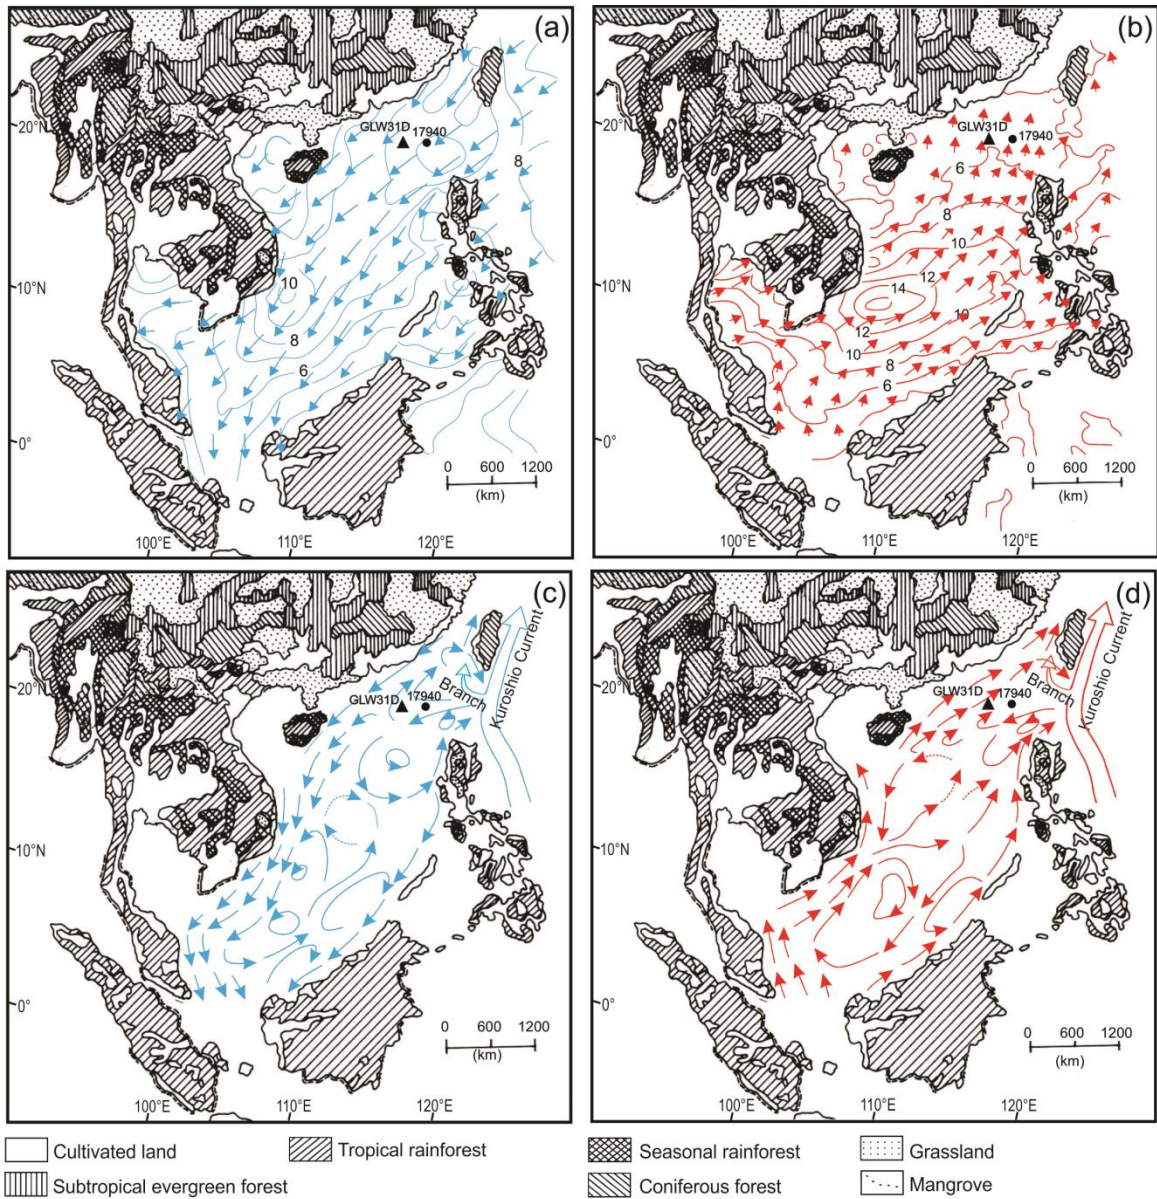 (a)
20°N
GLW31D
17940
8
10°N
10
8
6
0°
0 600 1200
(km)
100°E 110°E 120°E
(b)
20°N
GLW31D
17940
6
8
10
12
14
10°N
12
10
10
8
6
0°
0 600 1200
(km)
100°E 110°E 120°E
(c)
Kuroshio Current
20°N
Branch
GLW31D
17940
10°N
0°
0 600 1200
(km)
100°E 110°E 120°E
(d)
Kuroshio Current
20°N
Branch
GLW31D
17940
10°N
0°
0 600 1200
(km)
100°E 110°E 120°E
Cultivated land
Tropical rainforest
Seasonal rainforest
Grassland
Subtropical evergreen forest
Coniferous forest
Mangrove